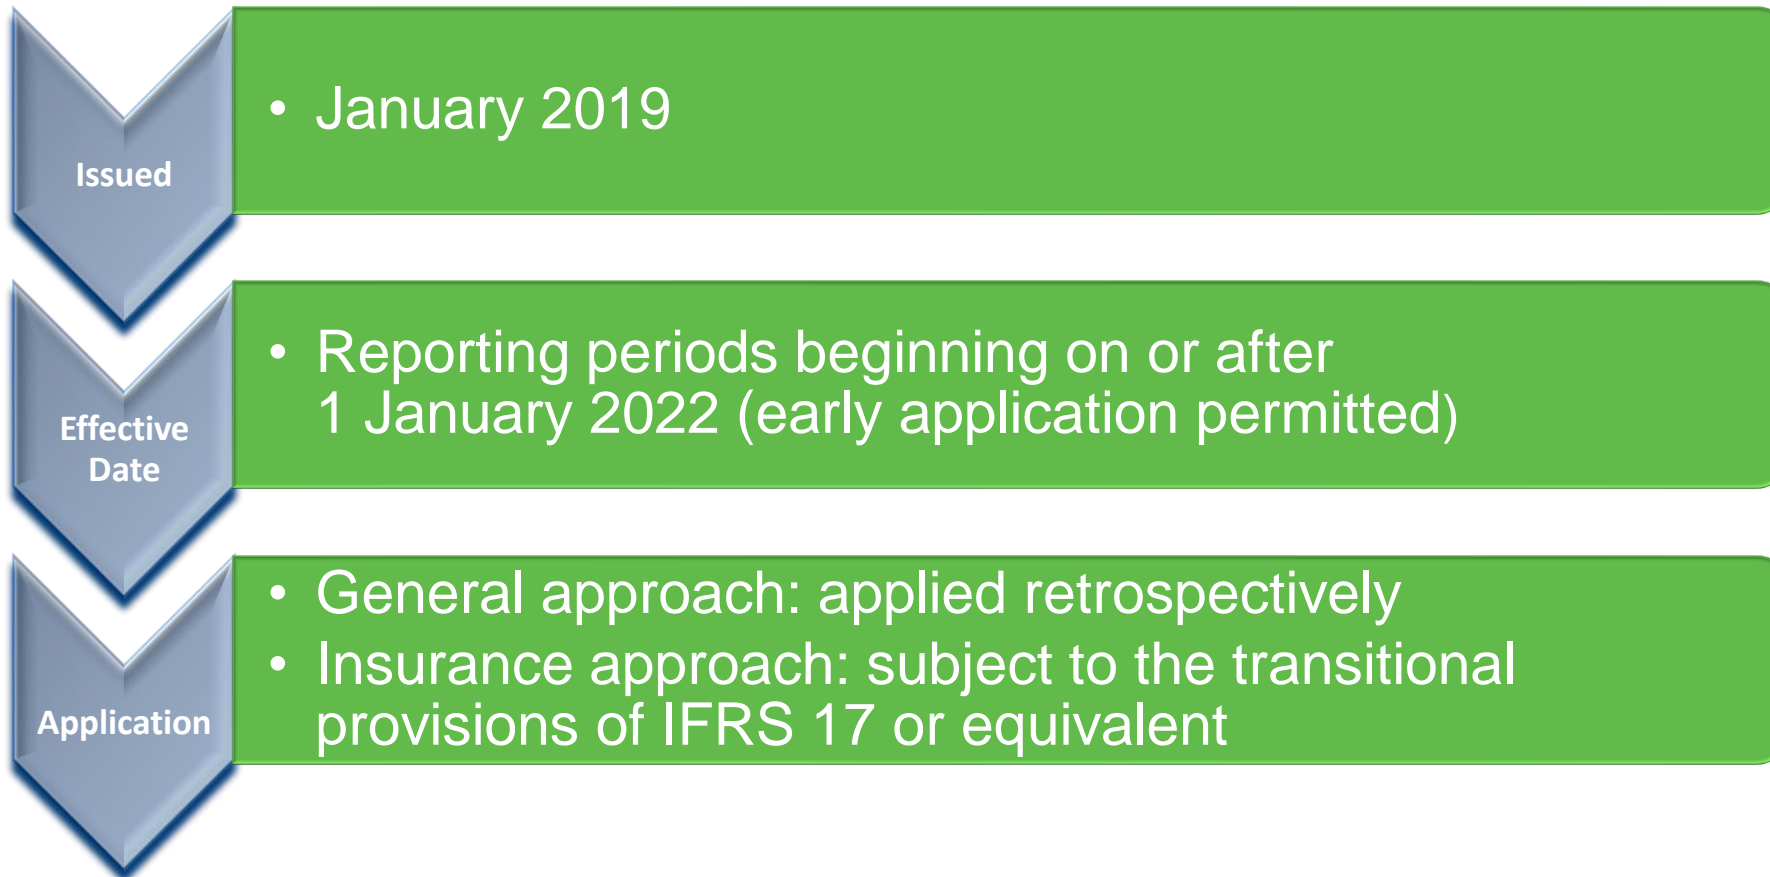 Issued
• January 2019
Effective
Date
• Reporting periods beginning on or after
1 January 2022 (early application permitted)
Application
• General approach: applied retrospectively
• Insurance approach: subject to the transitional
provisions of IFRS 17 or equivalent